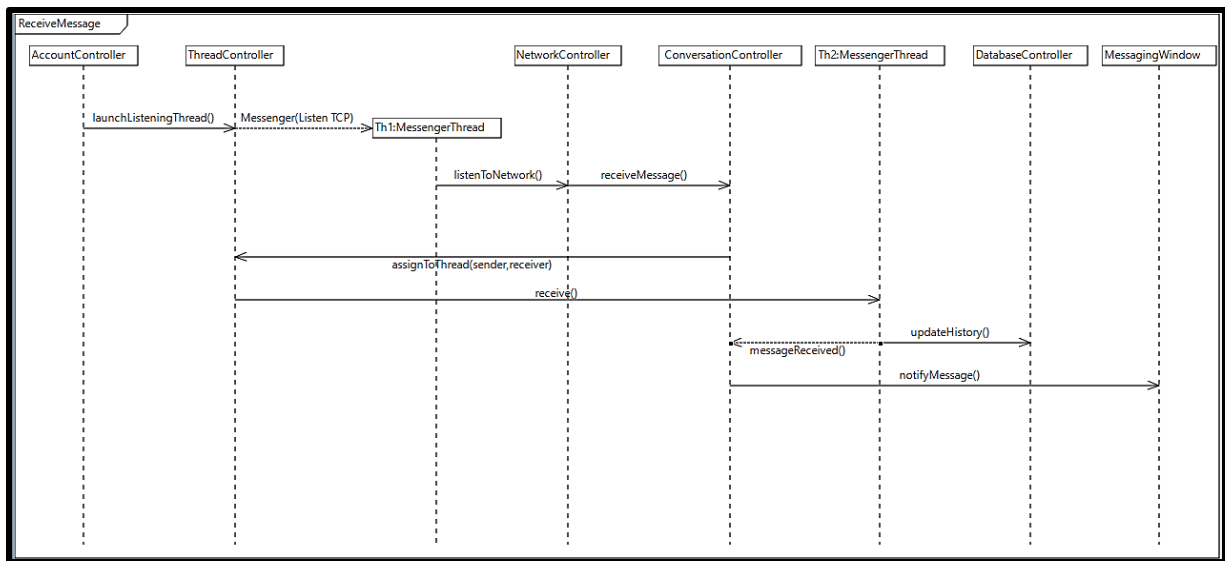 ReceiveMessage
AccountController
ThreadController
NetworkController
ConversationController
Th2:MessengerThread
DatabaseController
MessagingWindow
launchListeningThread()
Messenger(Listen TCP)
Th1:MessengerThread
listenToNetwork()
receiveMessage()
assignToThread(sender,receiver)
receive()
updateHistory()
messageReceived()
notifyMessage()